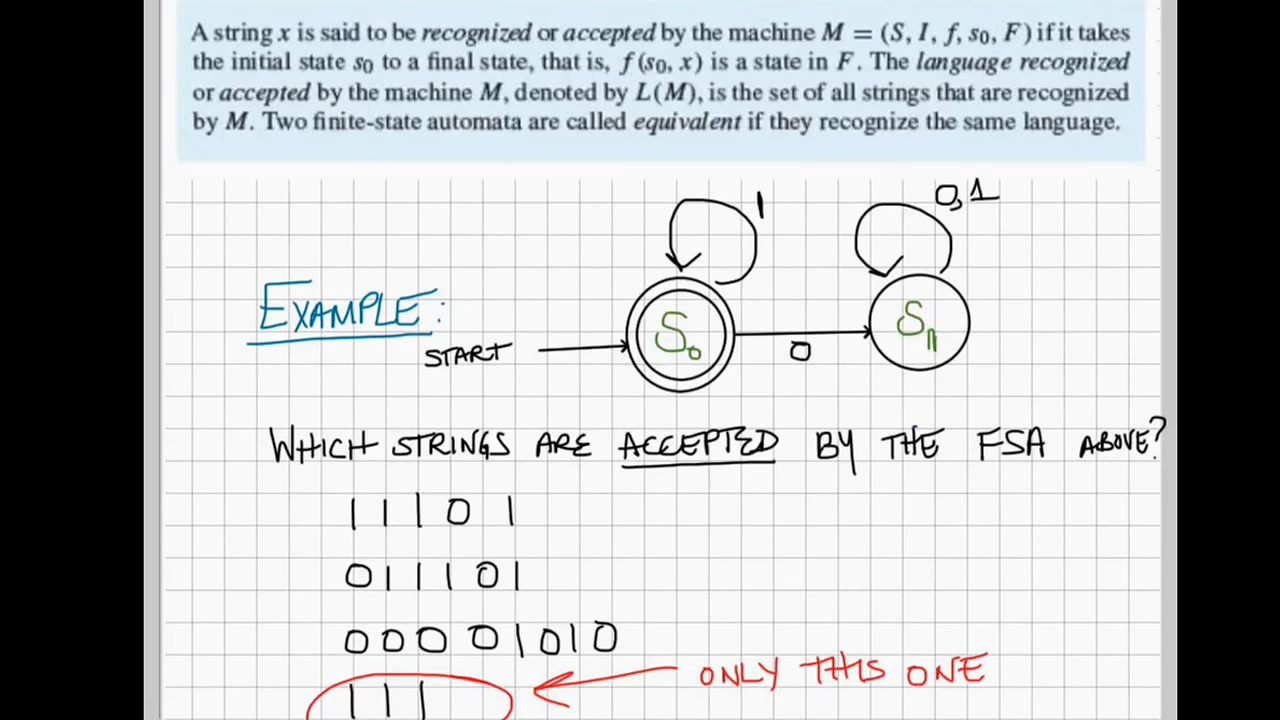 A string x is said to be recognized or accepted by the machine M = (S, I, f, s₀, F) if it takes
the initial state s₀ to a final state, that is, f(s₀, x) is a state in F. The language recognized
or accepted by the machine M, denoted by L(M), is the set of all strings that are recognized
by M. Two finite-state automata are called equivalent if they recognize the same language.
1
0,1
EXAMPLE:
START
S₀
0
S₁
WHICH STRINGS ARE ACCEPTED BY THE FSA ABOVE?
11101
011101
00001010
111
ONLY THIS ONE